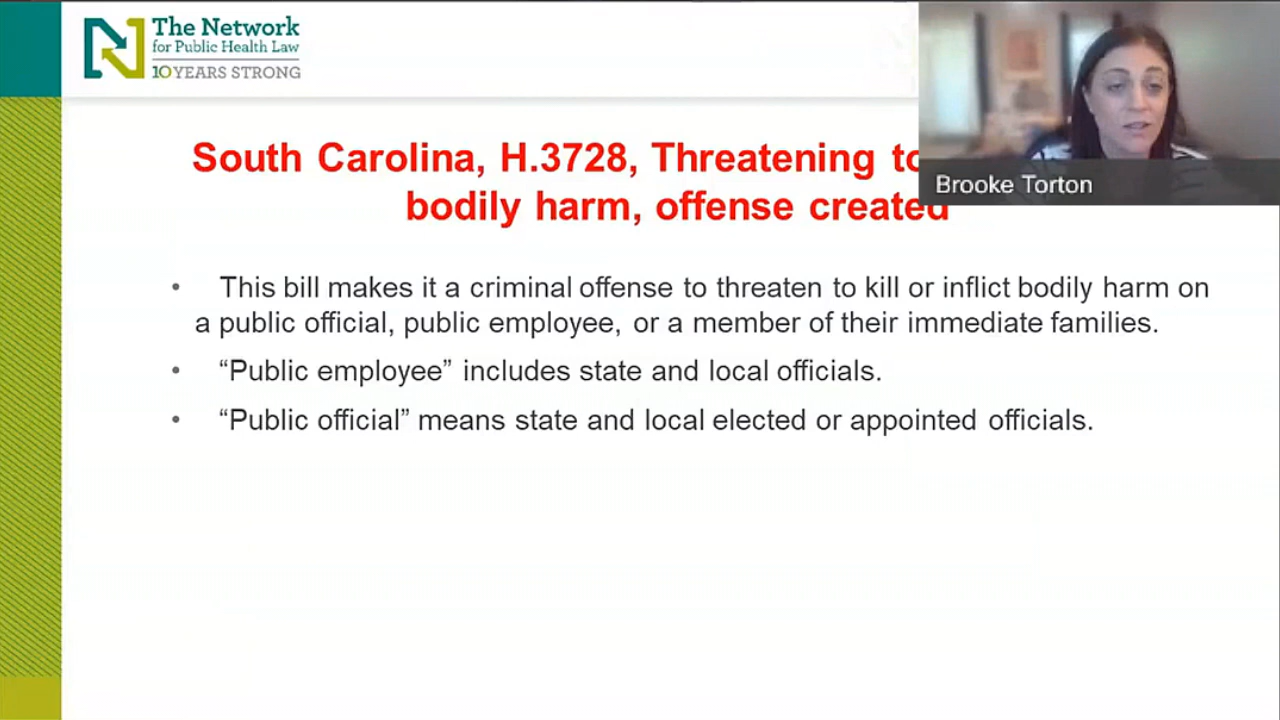 The Network
for Public Health Law
10 YEARS STRONG
Brooke Torton
South Carolina, H.3728, Threatening to
bodily harm, offense created
• This bill makes it a criminal offense to threaten to kill or inflict bodily harm on
a public official, public employee, or a member of their immediate families.
• “Public employee” includes state and local officials.
• “Public official” means state and local elected or appointed officials.